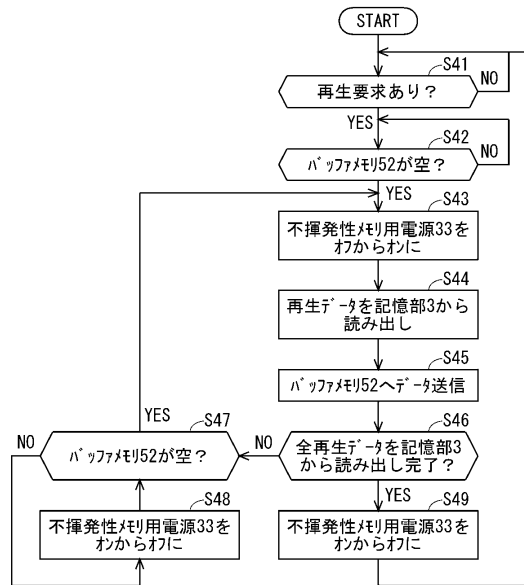 START
S41
再生要求あり?
NO
YES
S42
バッファメモリ52が空?
NO
YES
S43
不揮発性メモリ用電源33を
オフからオンに
S44
再生データを記憶部3から
読み出し
S45
バッファメモリ52へデータ送信
S46
全再生データを記憶部3
から読み出し完了?
NO
YES
S47
バッファメモリ52が空?
YES
NO
S48
不揮発性メモリ用電源33を
オンからオフに
S49
不揮発性メモリ用電源33を
オンからオフに